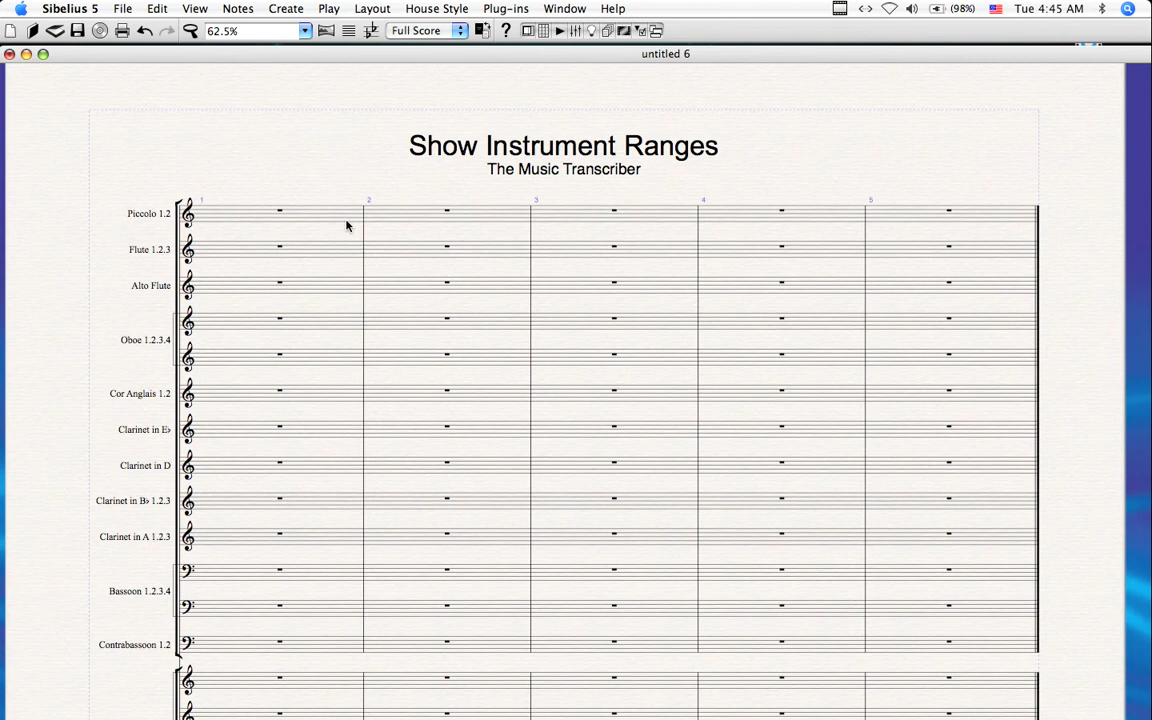 Sibelius 5 File Edit View Notes Create Play Layout House Style Plug-ins Window Help (98%) Tue 4:45 AM
62.5% Full Score ?
untitled 6
Show Instrument Ranges
The Music Transcriber
1 2 3 4 5
Piccolo 1.2
Flute 1.2.3
Alto Flute
Oboe 1.2.3.4
Cor Anglais 1.2
Clarinet in E♭
Clarinet in D
Clarinet in B♭ 1.2.3
Clarinet in A 1.2.3
Bassoon 1.2.3.4
Contrabassoon 1.2